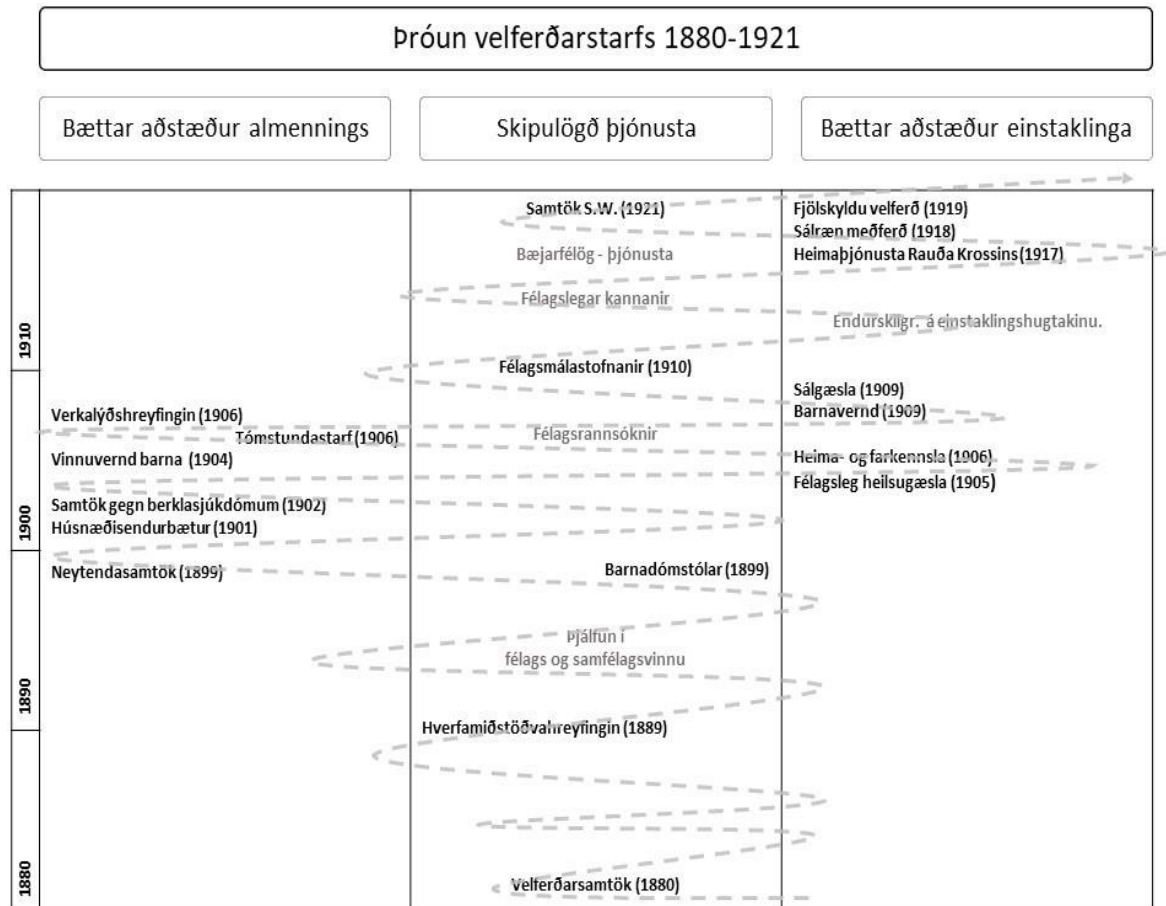 Þróun velferðarstarfs 1880-1921
Bættar aðstæður almennings
Skipulögð þjónusta
Bættar aðstæður einstaklinga
Samtök S.W. (1921)
Fjölskyldu velferð (1919)
Sálræn meðferð (1918)
Bæjarfélög - þjónusta
Heimaþjónusta Rauða Krossins (1917)
Félagslegar kannanir
Endurskilgr. á einstaklingshugtakinu.
1910
Félagsmálastofnanir (1910)
Sálgæsla (1909)
Verkalýðshreyfingin (1906)
Barnavernd (1909)
Tómstundastarf (1906)
Félagsrannsóknir
Vinnuvernd barna (1904)
Heima- og farkennsla (1906)
Félagsleg heilsugæsla (1905)
Samtök gegn berklasjúkdómum (1902)
Húsnæðisendurbætur (1901)
1900
Neytendasamtök (1899)
Barnadómstólar (1899)
Þjálfun í
félags og samfélagsvinnu
1890
Hverfamiðstöðvahreyfingin (1889)
1880
Velferðarsamtök (1880)